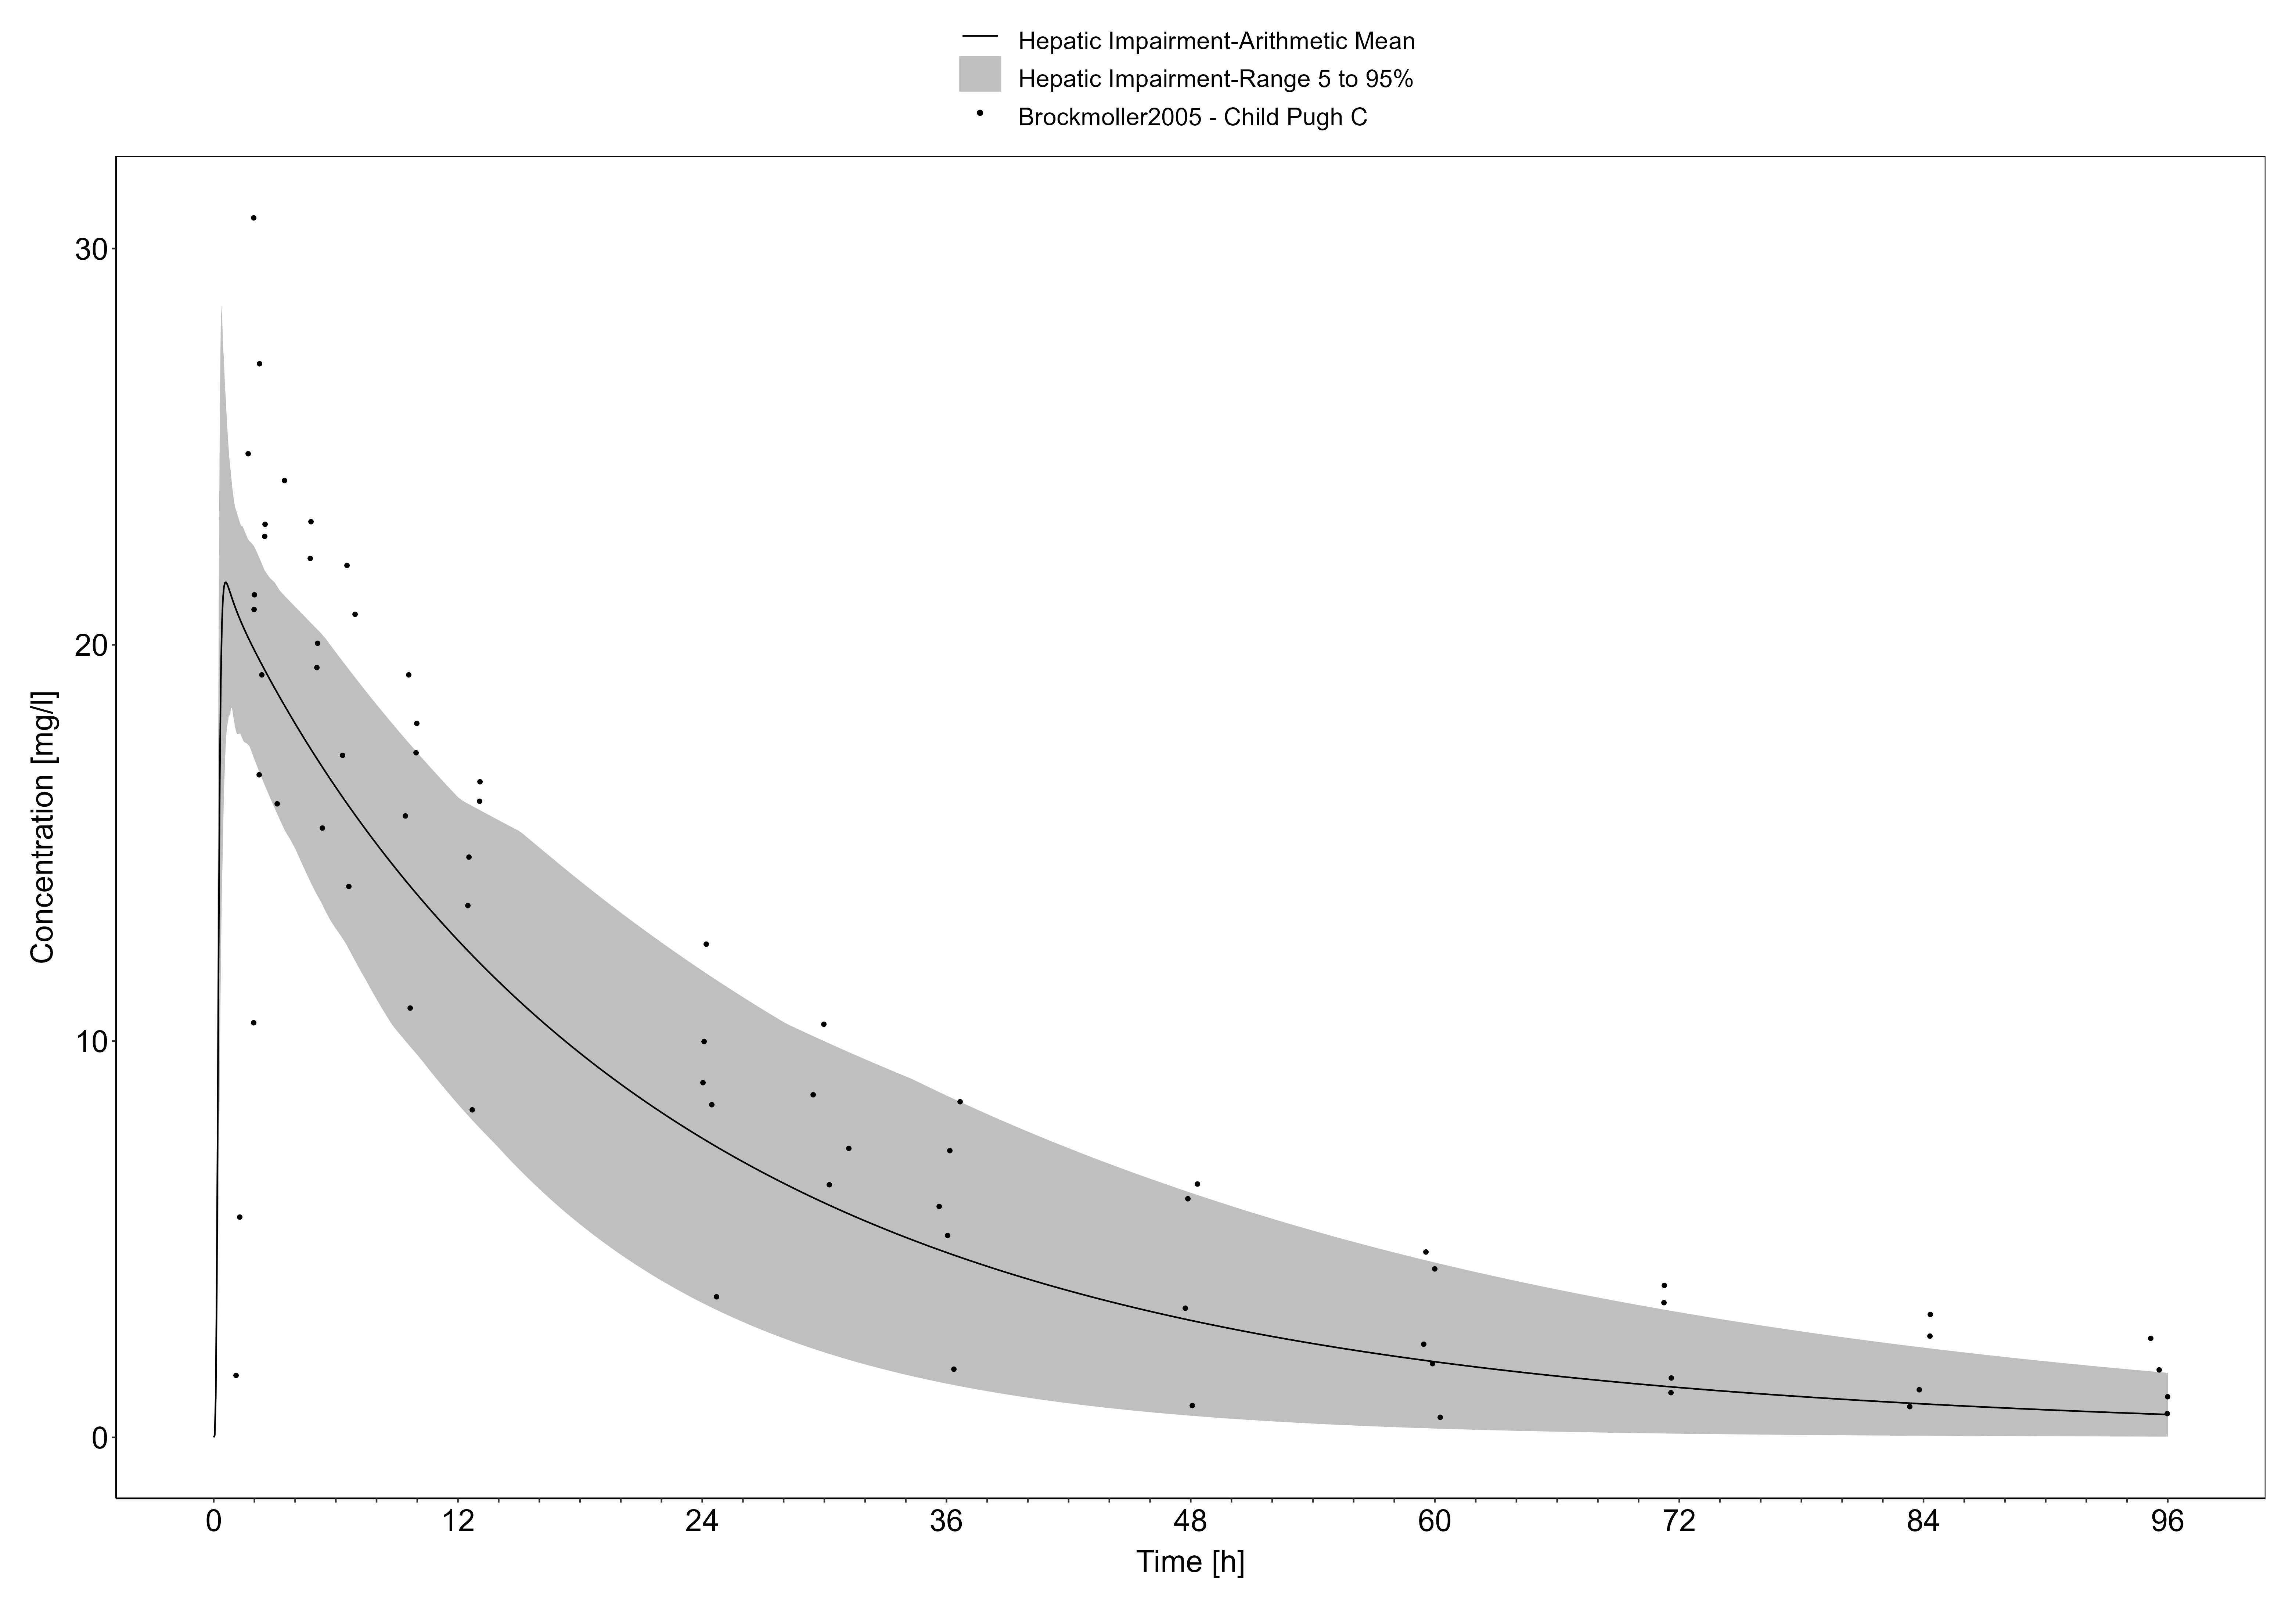 Hepatic Impairment-Arithmetic Mean
Hepatic Impairment-Range 5 to 95%
Brockmoller2005 - Child Pugh C
30
20
10
0
Concentration [mg/l]
0 12 24 36 48 60 72 84 96
Time [h]